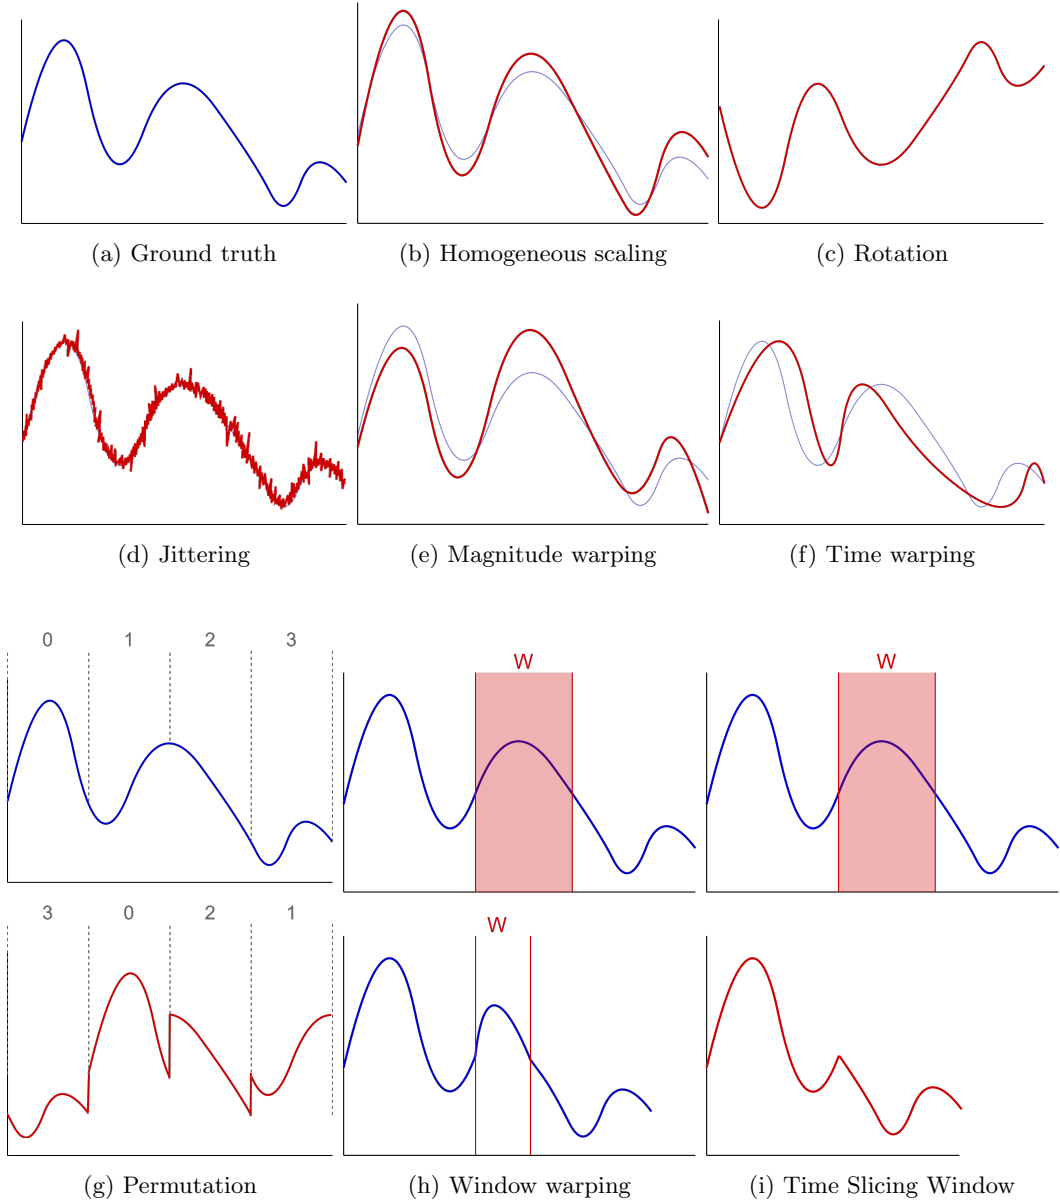 (a) Ground truth
(b) Homogeneous scaling
(c) Rotation
(d) Jittering
(e) Magnitude warping
(f) Time warping
0 1 2 3
W
W
3 0 2 1
W
(g) Permutation
(h) Window warping
(i) Time Slicing Window